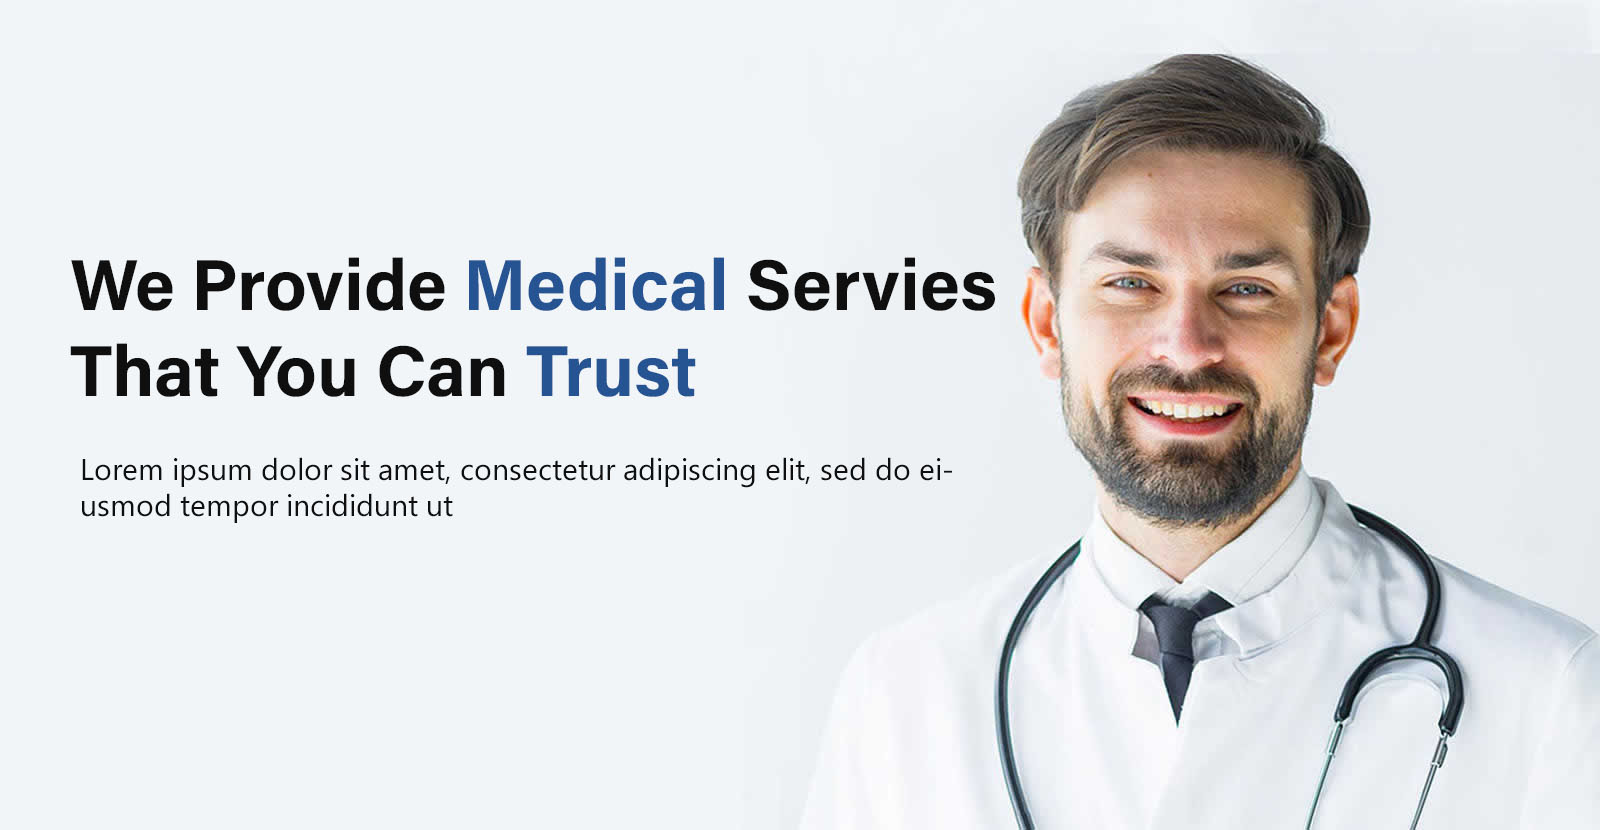 We Provide Medical Servies
That You Can Trust
Lorem ipsum dolor sit amet, consectetur adipiscing elit, sed do ei-
usmod tempor incididunt ut